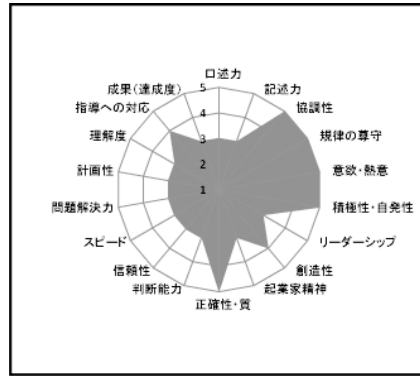 口述力
成果(達成度)
5
記述力
指導への対応
4
協調性
理解度
3
規律の尊守
計画性
2
意欲・熱意
問題解決力
1
積極性・自発性
スピード
リーダーシップ
信頼性
創造性
判断能力
起業家精神
正確性・質